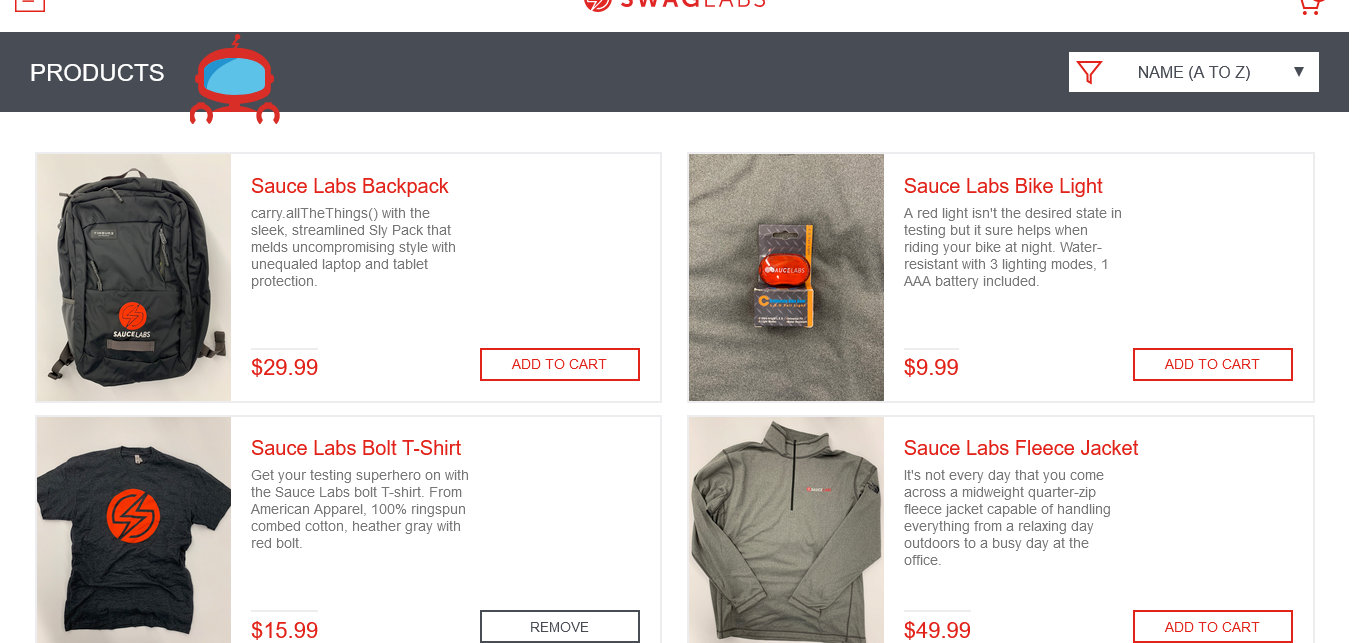 SWAGLABS
PRODUCTS
NAME (A TO Z) ▼
Sauce Labs Backpack
carry.allTheThings() with the
sleek, streamlined Sly Pack that
melds uncompromising style with
unequaled laptop and tablet
protection.
SAUCELABS
$29.99
ADD TO CART
Sauce Labs Bike Light
A red light isn't the desired state in
testing but it sure helps when
riding your bike at night. Water-
resistant with 3 lighting modes, 1
AAA battery included.
SAUCELABS
$9.99
ADD TO CART
Sauce Labs Bolt T-Shirt
Get your testing superhero on with
the Sauce Labs bolt T-shirt. From
American Apparel, 100% ringspun
combed cotton, heather gray with
red bolt.
$15.99
REMOVE
Sauce Labs Fleece Jacket
It's not every day that you come
across a midweight quarter-zip
fleece jacket capable of handling
everything from a relaxing day
outdoors to a busy day at the
office.
$49.99
ADD TO CART